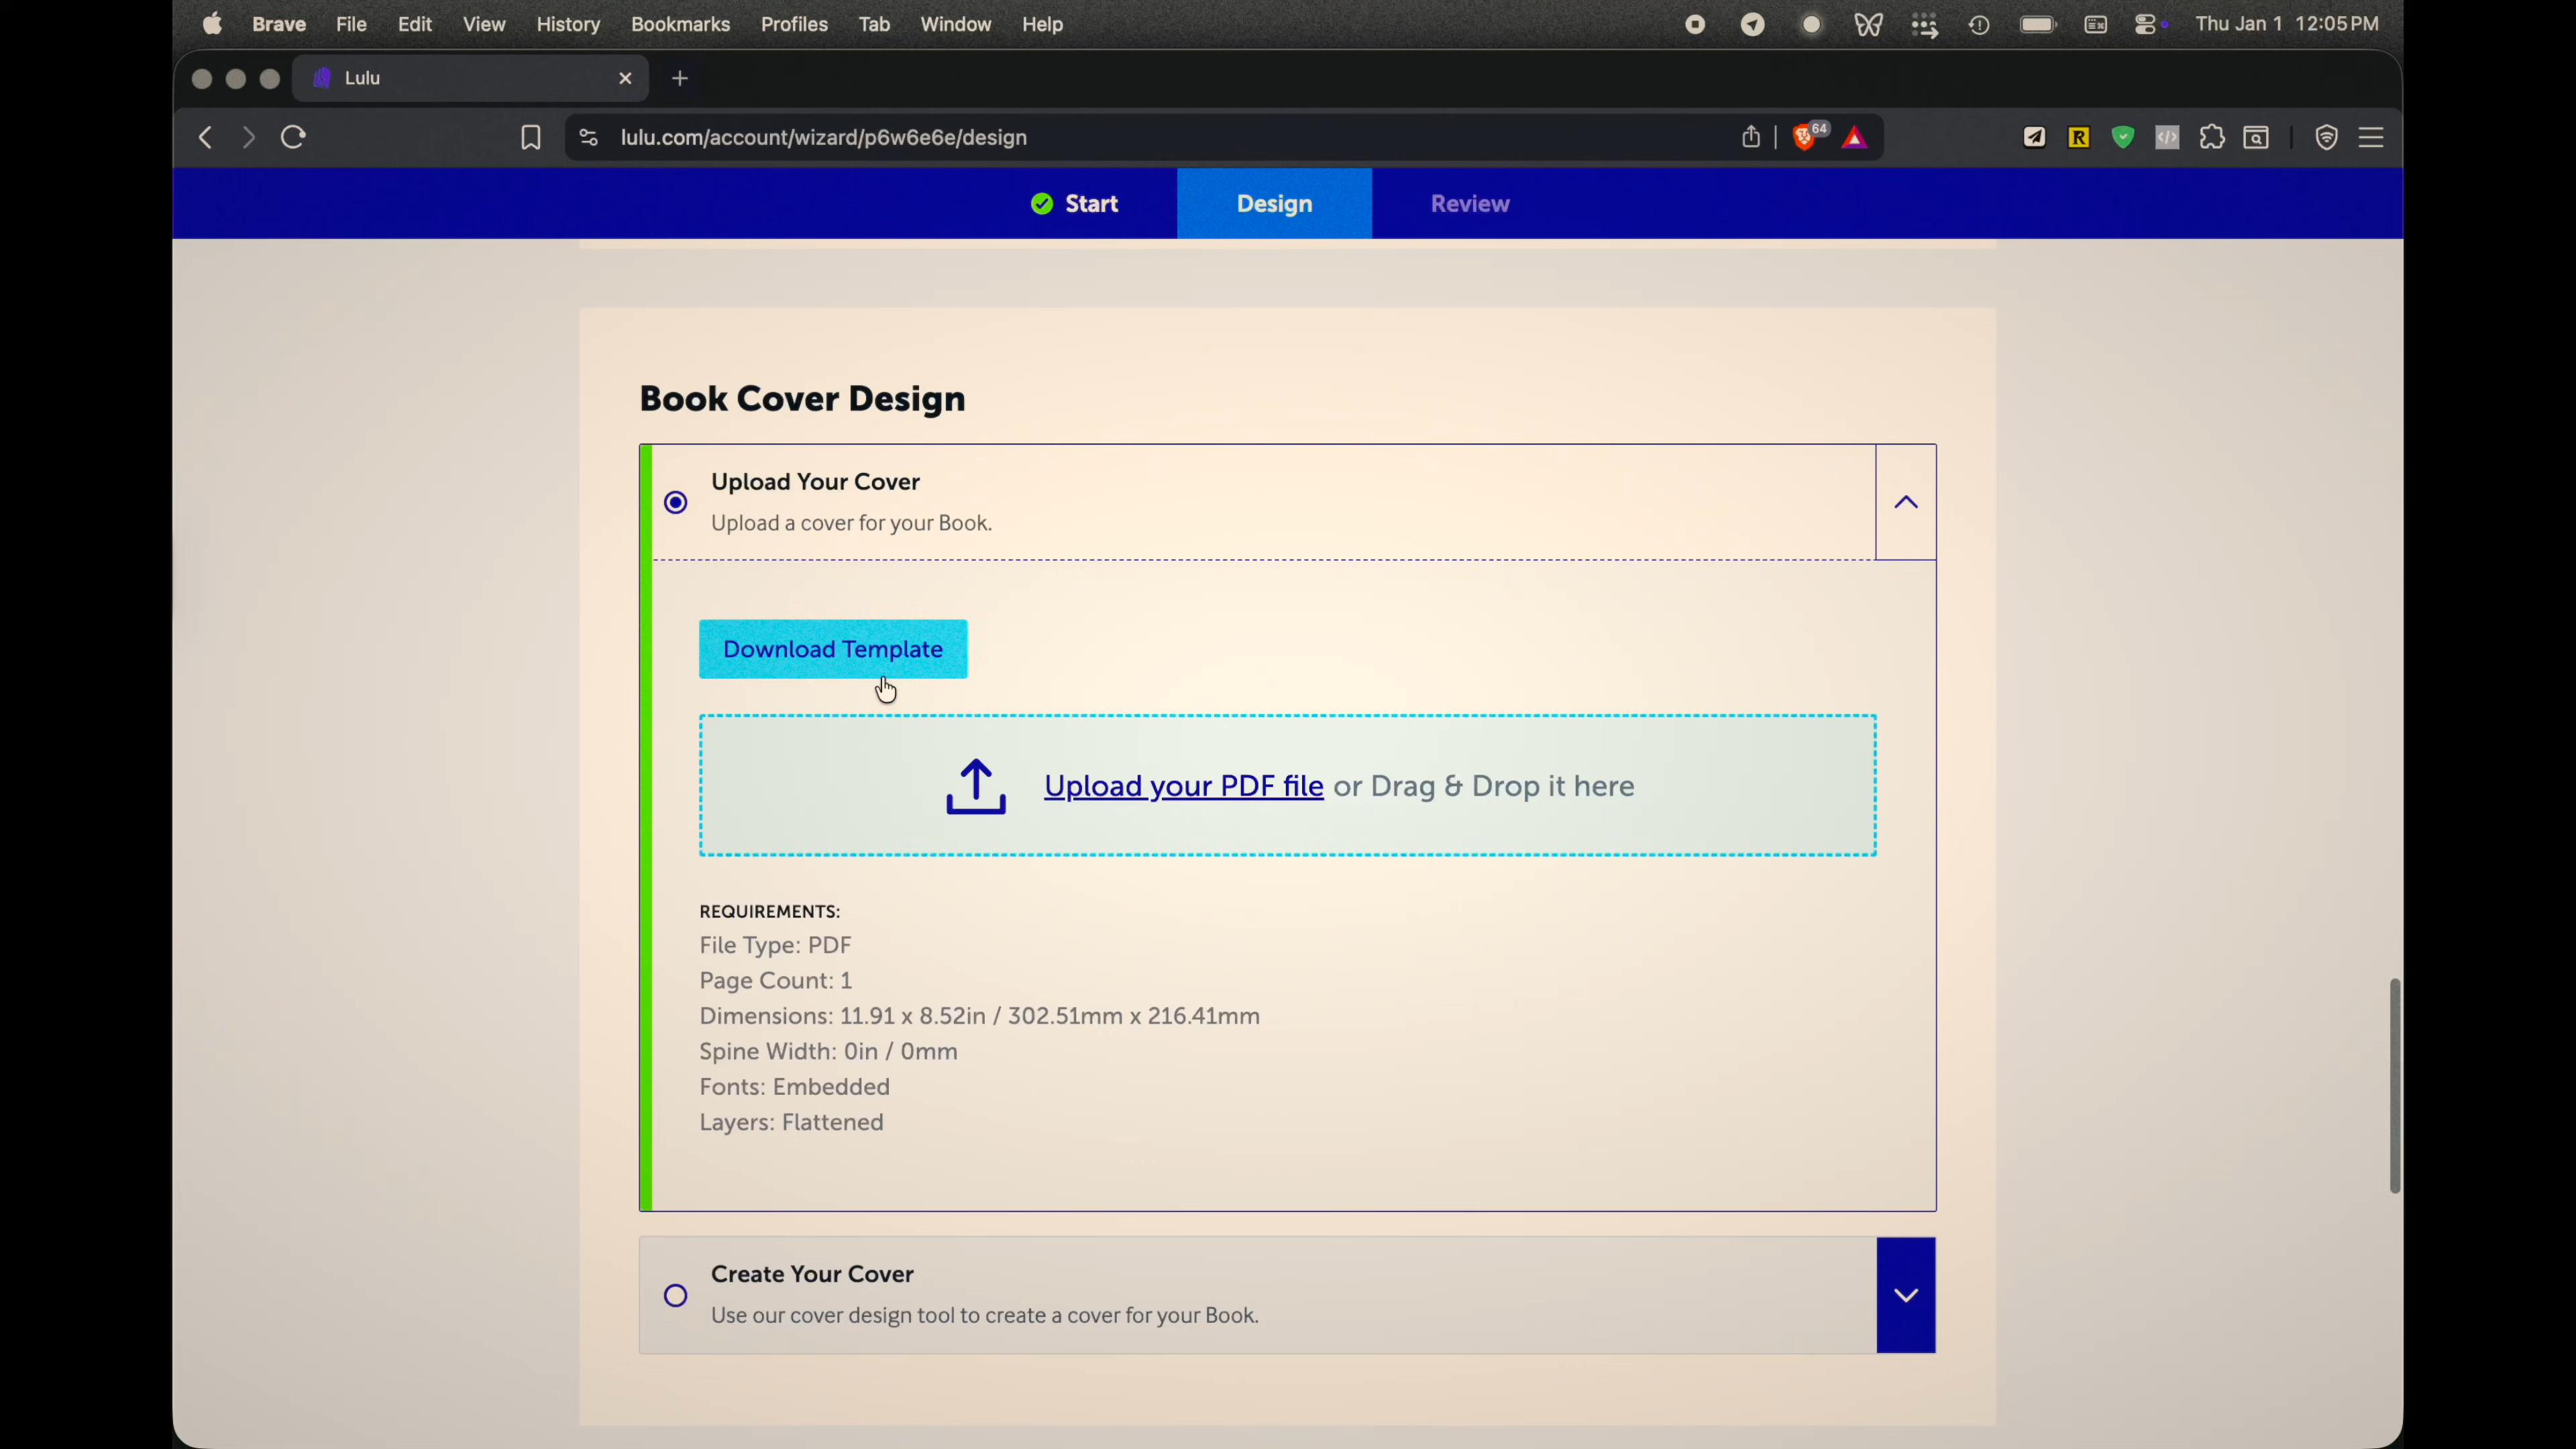 Brave File Edit View History Bookmarks Profiles Tab Window Help Thu Jan 1 12:05 PM
Lulu
lulu.com/account/wizard/p6w6e6e/design 64 R
Start Design Review
Book Cover Design
Upload Your Cover
Upload a cover for your Book.
Download Template
Upload your PDF file or Drag & Drop it here
REQUIREMENTS:
File Type: PDF
Page Count: 1
Dimensions: 11.91 x 8.52in / 302.51mm x 216.41mm
Spine Width: 0in / 0mm
Fonts: Embedded
Layers: Flattened
Create Your Cover
Use our cover design tool to create a cover for your Book.